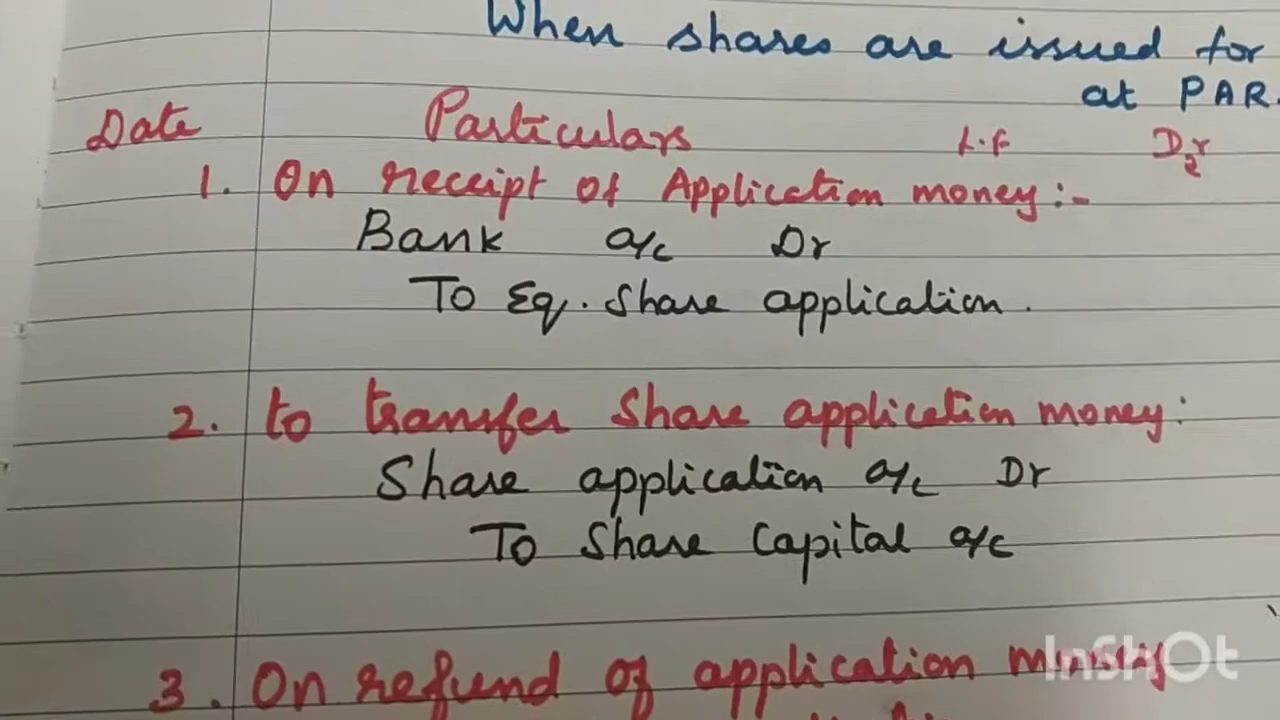 When shares are issued for
at PAR.
Date Particulars L.F Dr
1. On receipt of Application money:-
Bank a/c Dr
To Eq. Share application.
2. to transfer Share application money:
Share application a/c Dr
To Share Capital a/c
3. On refund of application money
InShOt